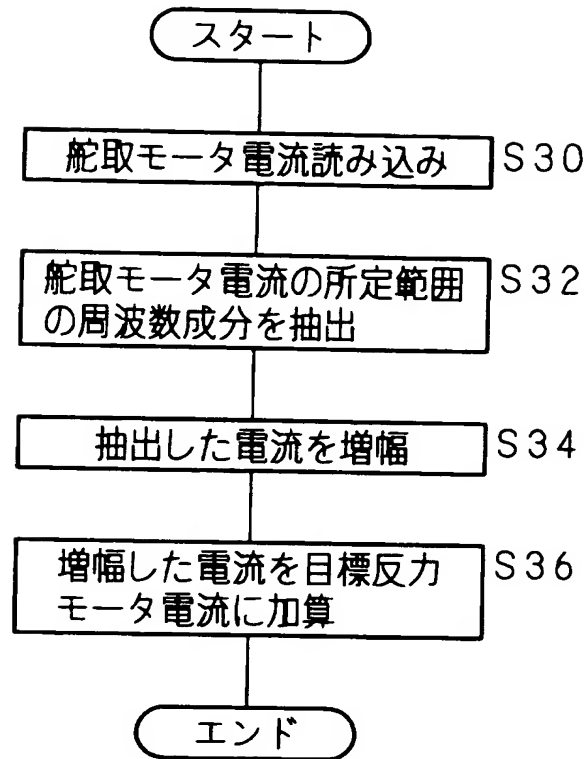 スタート
舵取モータ電流読み込み S30
舵取モータ電流の所定範囲 S32
の周波数成分を抽出
抽出した電流を増幅 S34
増幅した電流を目標反力 S36
モータ電流に加算
エンド